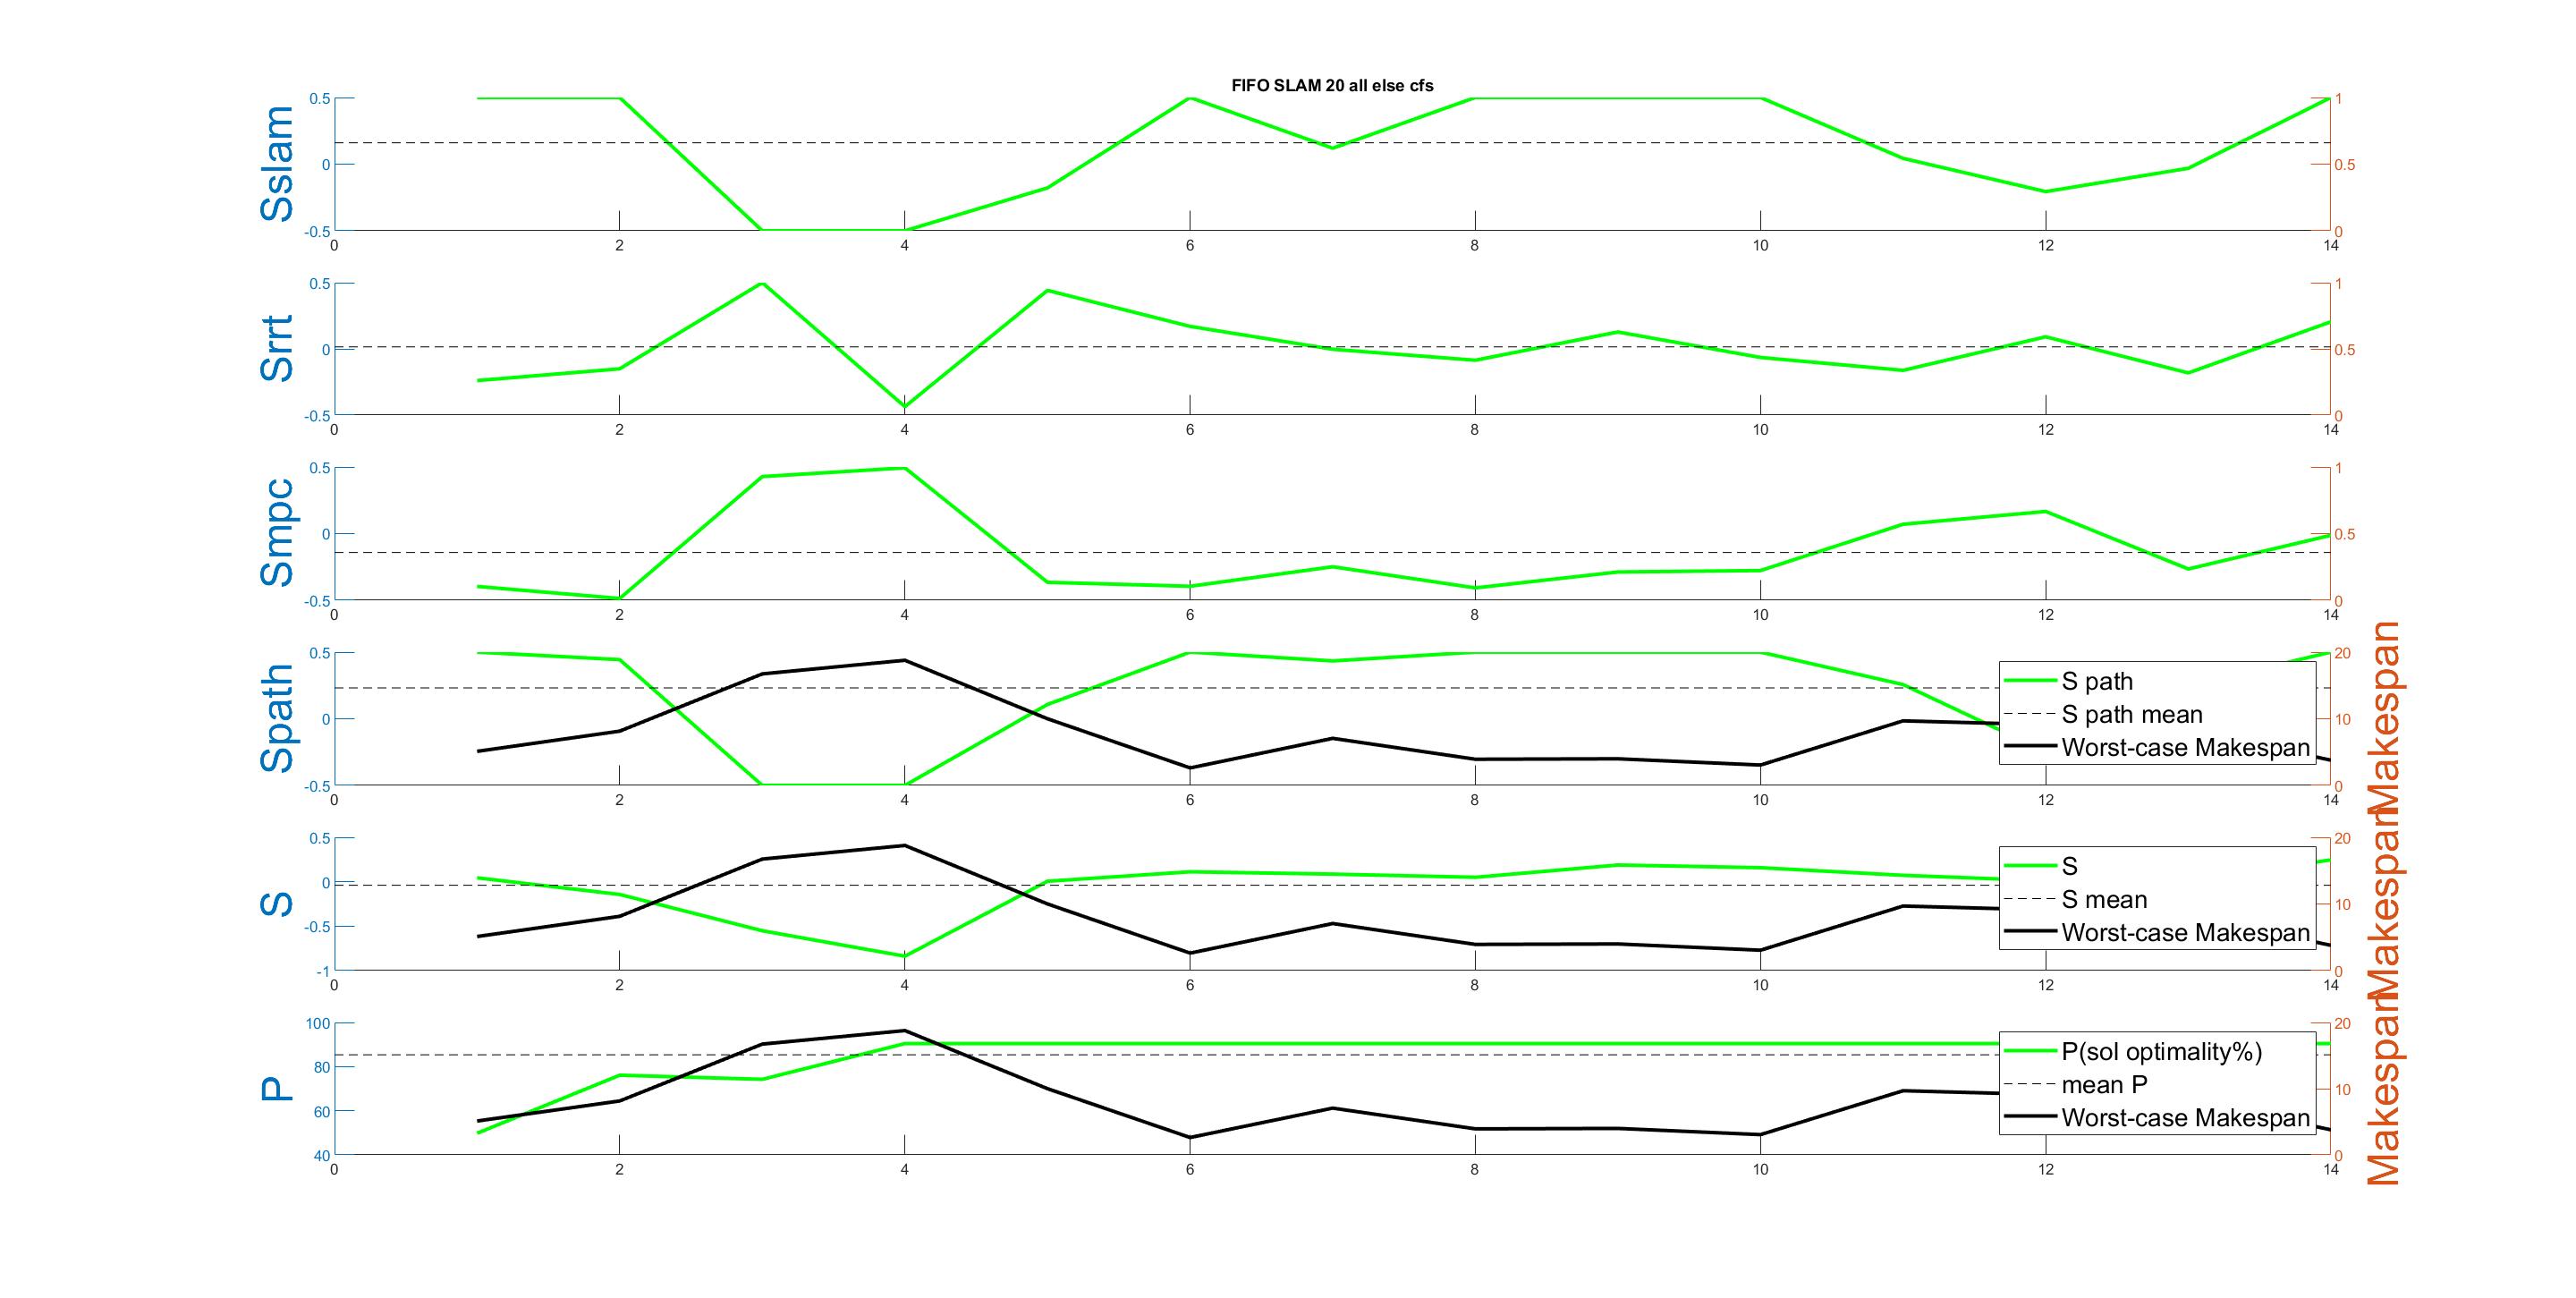 FIFO SLAM 20 all else cfs
Sslam
0.5
0
-0.5
1
0.5
0
0 2 4 6 8 10 12 14
Srrt
0.5
0
-0.5
1
0.5
0
0 2 4 6 8 10 12 14
Smpc
0.5
0
-0.5
1
0.5
0
0 2 4 6 8 10 12 14
Spath
0.5
0
-0.5
S path
S path mean
Worst-case Makespan
20
10
0
Makespan
0 2 4 6 8 10 12 14
S
0.5
0
-0.5
-1
S
S mean
Worst-case Makespan
20
10
0
Makespan
0 2 4 6 8 10 12 14
P
100
80
60
40
P(sol optimality%)
mean P
Worst-case Makespan
20
10
0
Makespan
0 2 4 6 8 10 12 14